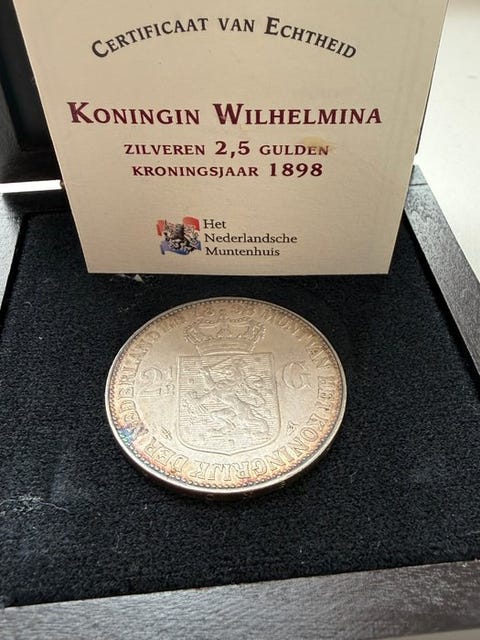 CERTIFICAAT VAN ECHTHEID
KONINGIN WILHELMINA
ZILVEREN 2,5 GULDEN
KRONINGSJAAR 1898
Het
Nederlandsche
Muntenhuis
MUNT VAN HET KONINGRIJK DER NEDERLANDEN
2½ G